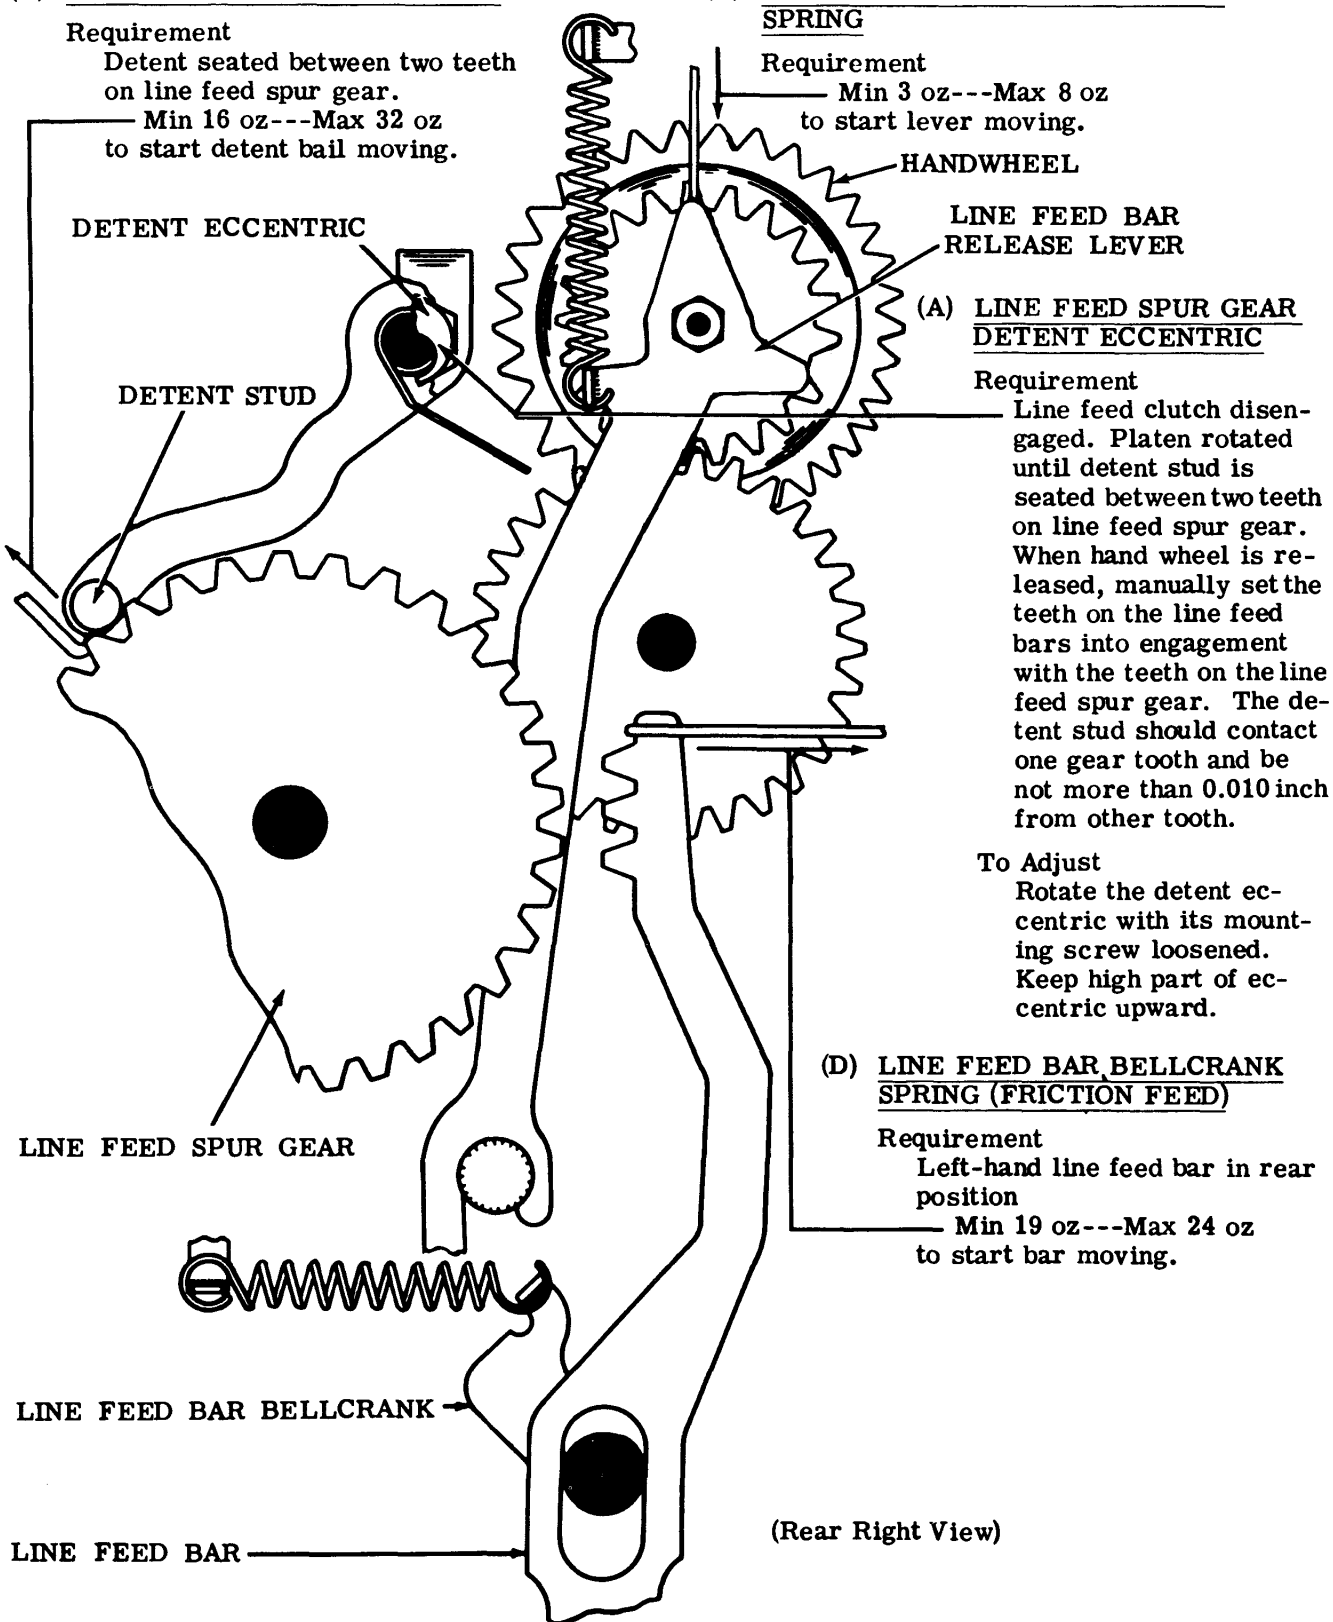 Requirement
Detent seated between two teeth
on line feed spur gear.
Min 16 oz---Max 32 oz
to start detent bail moving.
SPRING
Requirement
Min 3 oz---Max 8 oz
to start lever moving.
HANDWHEEL
LINE FEED BAR
RELEASE LEVER
DETENT ECCENTRIC
DETENT STUD
(A) LINE FEED SPUR GEAR
DETENT ECCENTRIC
Requirement
Line feed clutch disen-
gaged. Platen rotated
until detent stud is
seated between two teeth
on line feed spur gear.
When hand wheel is re-
leased, manually set the
teeth on the line feed
bars into engagement
with the teeth on the line
feed spur gear. The de-
tent stud should contact
one gear tooth and be
not more than 0.010 inch
from other tooth.
To Adjust
Rotate the detent ec-
centric with its mount-
ing screw loosened.
Keep high part of ec-
centric upward.
(D) LINE FEED BAR BELLCRANK
SPRING (FRICTION FEED)
Requirement
Left-hand line feed bar in rear
position
Min 19 oz---Max 24 oz
to start bar moving.
LINE FEED SPUR GEAR
LINE FEED BAR BELLCRANK
LINE FEED BAR
(Rear Right View)